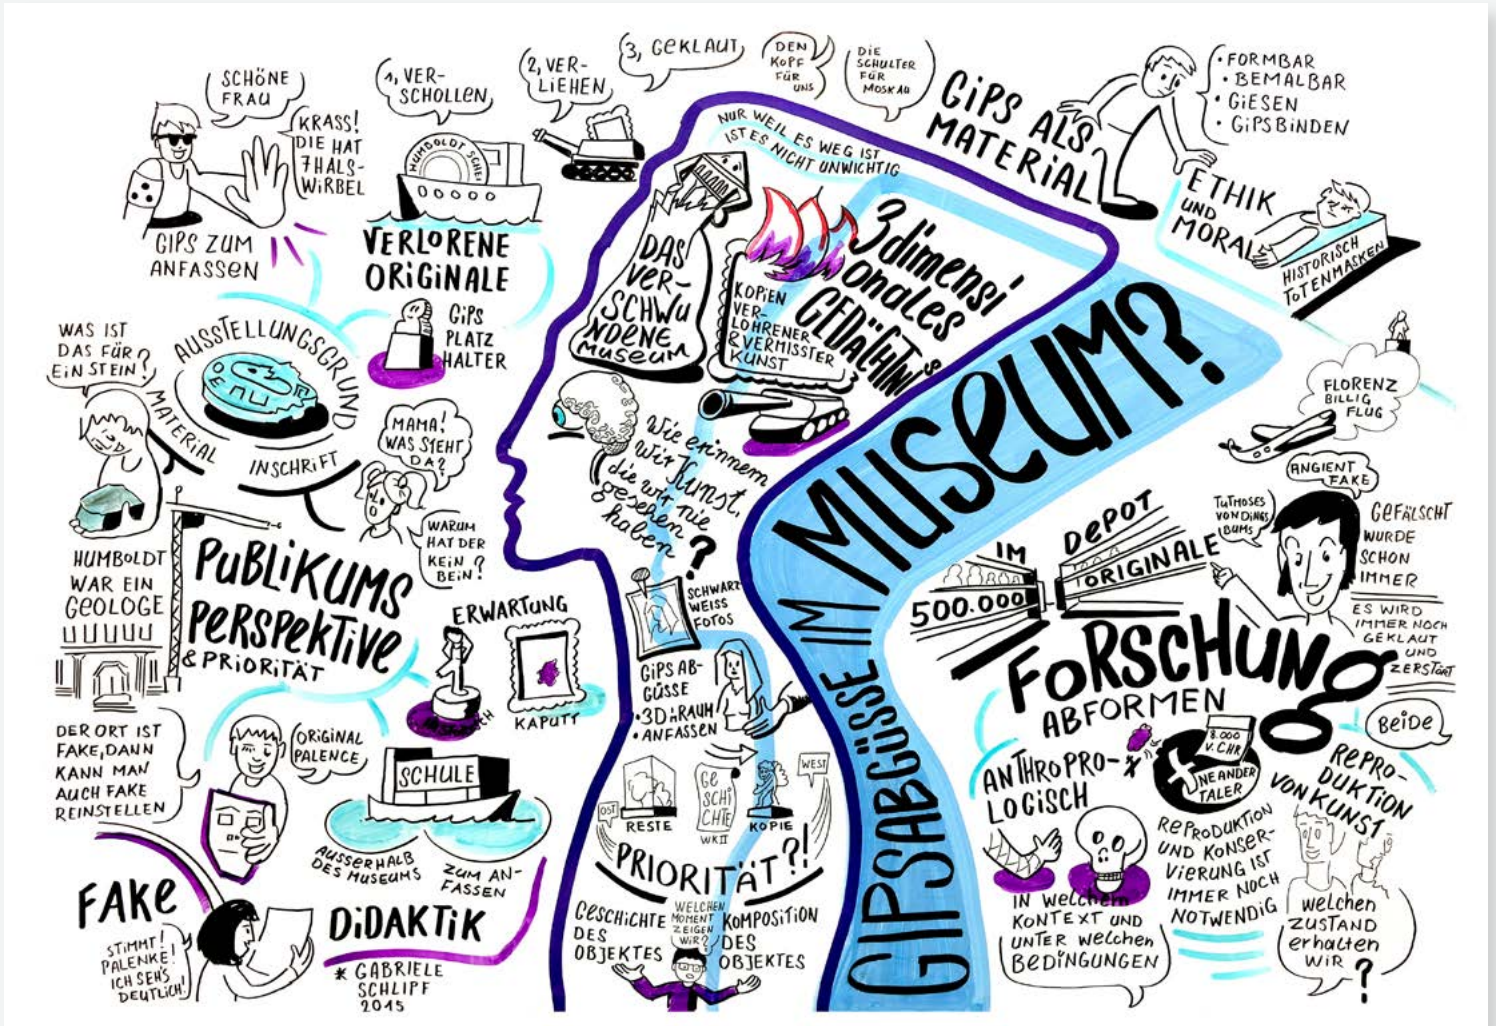 SCHÖNE
FRAU
KRASS!
DIE HAT
7 HALS-
WIRBEL
GIPS ZUM
ANFASSEN
1, VER-
SCHOLLEN
2, VER-
LIEHEN
3, GEKLAUT
DEN
KOPF
FÜR
UNS
DIE
SCHULTER
FÜR
MOSKAU
HUMBOLDT
VERLORENE
ORIGINALE
GIPS
PLATZ
HALTER
GIPS ALS
MATERIAL
• FORMBAR
• BEMALBAR
• GIESEN
• GIPSBINDEN
ETHIK
UND
MORAL
HISTORISCH
TOTENMASKEN
NUR WEIL ES WEG IST
IST ES NICHT UNWICHTIG
DAS
VER-
SCHWU
NDENE
MUSEUM
KOPIEN
VER-
LOHRENER
& VERMISSTER
KUNST
3dimensi
onales
GEDÄCHTNIS
Wie erinnern
wir Kunst,
die wir nie
gesehen
haben
?
WAS IST
DAS FÜR
EIN STEIN?
AUSSTELLUNGSGRUND
MATERIAL
INSCHRIFT
MAMA!
WAS STEHT
DA?
WARUM
HAT DER
KEIN
BEIN?
HUMBOLDT
WAR EIN
GEOLOGE
PUBLIKUMS
PERSPEKTIVE
& PRIORITÄT
ERWARTUNG
KAPUTT
DER ORT IST
FAKE, DANN
KANN MAN
AUCH FAKE
REINSTELLEN
ORIGINAL
PALENCE
SCHULE
AUSSERHALB
DES MUSEUMS
ZUM AN-
FASSEN
FAKE
STIMMT!
PALENKE!
ICH SEH'S
DEUTLICH!
DIDAKTIK
* GABRIELE
SCHLIPF
2015
SCHWARZ
WEISS
FOTOS
GIPS AB-
GÜSSE
• 3D iRAUM
• ANFASSEN
OST
RESTE
GE
SCHI
CHTE
WK II
KOPIE
WEST
PRIORITÄT?!
GESCHICHTE
DES
OBJEKTES
WELCHEN
MOMENT
ZEIGEN
WIR?
KOMPOSITION
DES
OBJEKTES
GIPSABGÜSSE IM MUSEUM?
FLORENZ
BILLIG
FLUG
ANGIENT
FAKE
TUTMOSES
VON DINGS
BUMS
GEFÄLSCHT
WURDE
SCHON
IMMER
ES WIRD
IMMER NOCH
GEKLAUT
UND
ZERSTÖRT
IM
DEPOT
500.000
ORIGINALE
FORSCHUNG
ABFORMEN
BEIDE
ANTHROPRO-
LOGISCH
8.000
V. CHR
NEANDER
TALER
REPRO-
DUKTION
VON KUNST
REPRODUKTION
UND KONSER-
VIERUNG IST
IMMER NOCH
NOTWENDIG
IN welchem
KONTEXT UND
UNTER welchen
BEDINGUNGEN
welchen
ZUSTAND
erhalten
WIR
?